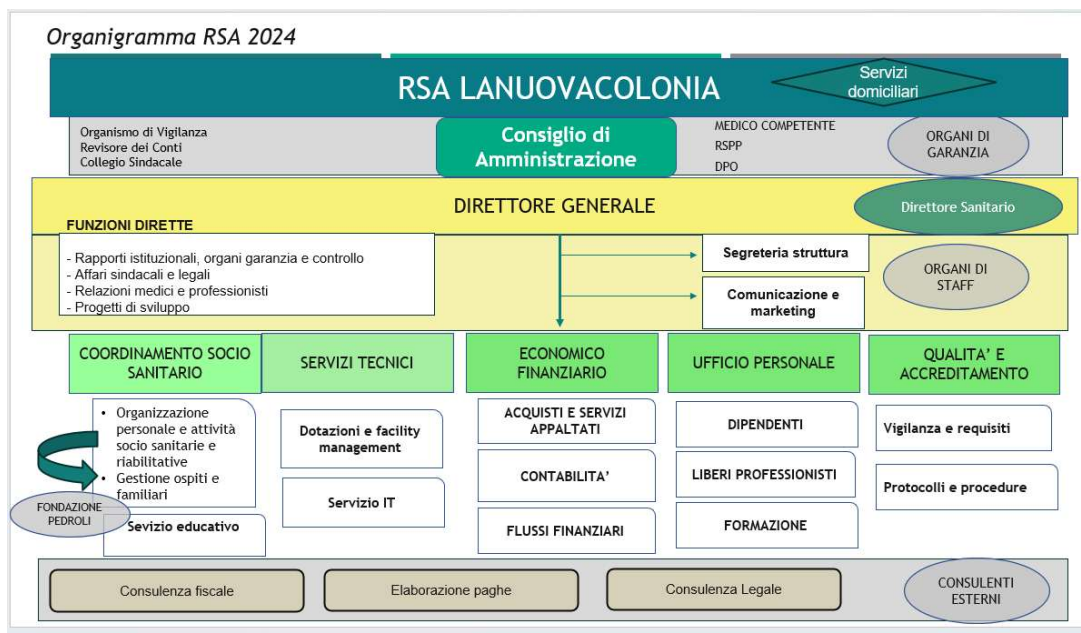 Organigramma RSA 2024
RSA LANUOVACOLONIA
Servizi
domiciliari
Organismo di Vigilanza
Revisore dei Conti
Collegio Sindacale
Consiglio di
Amministrazione
MEDICO COMPETENTE
RSPP
DPO
ORGANI DI
GARANZIA
DIRETTORE GENERALE
Direttore Sanitario
FUNZIONI DIRETTE
- Rapporti istituzionali, organi garanzia e controllo
- Affari sindacali e legali
- Relazioni medici e professionisti
- Progetti di sviluppo
Segreteria struttura
Comunicazione e
marketing
ORGANI DI
STAFF
COORDINAMENTO SOCIO
SANITARIO
SERVIZI TECNICI
ECONOMICO
FINANZIARIO
UFFICIO PERSONALE
QUALITA' E
ACCREDITAMENTO
• Organizzazione
personale e attività
socio sanitarie e
riabilitative
• Gestione ospiti e
familiari
FONDAZIONE
PEDROLI
Sevizio educativo
Dotazioni e facility
management
Servizio IT
ACQUISTI E SERVIZI
APPALTATI
CONTABILITA'
FLUSSI FINANZIARI
DIPENDENTI
LIBERI PROFESSIONISTI
FORMAZIONE
Vigilanza e requisiti
Protocolli e procedure
Consulenza fiscale
Elaborazione paghe
Consulenza Legale
CONSULENTI
ESTERNI